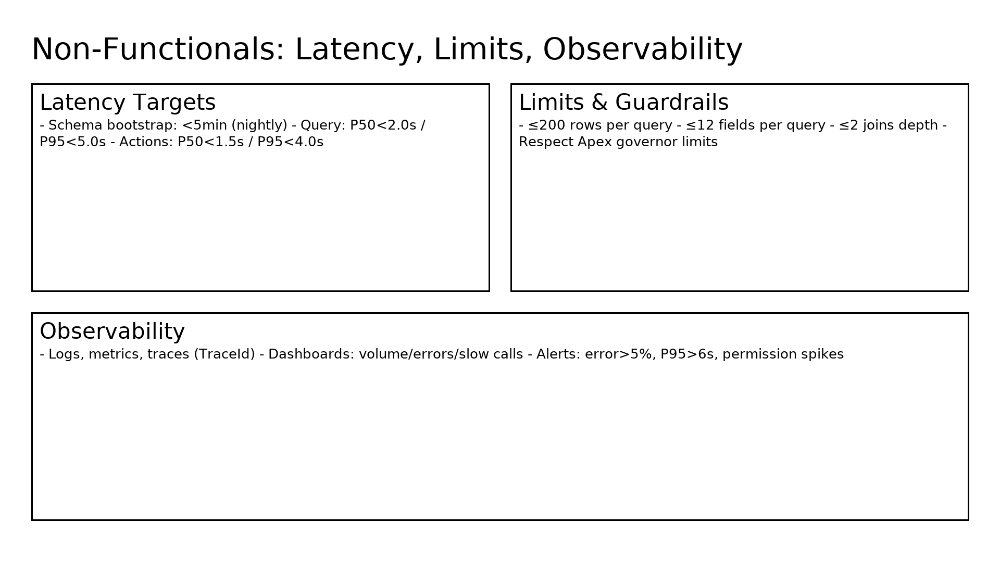 Non-Functionals: Latency, Limits, Observability
Latency Targets
- Schema bootstrap: <5min (nightly) - Query: P50<2.0s /
P95<5.0s - Actions: P50<1.5s / P95<4.0s
Limits & Guardrails
- ≤200 rows per query - ≤12 fields per query - ≤2 joins depth -
Respect Apex governor limits
Observability
- Logs, metrics, traces (TraceId) - Dashboards: volume/errors/slow calls - Alerts: error>5%, P95>6s, permission spikes